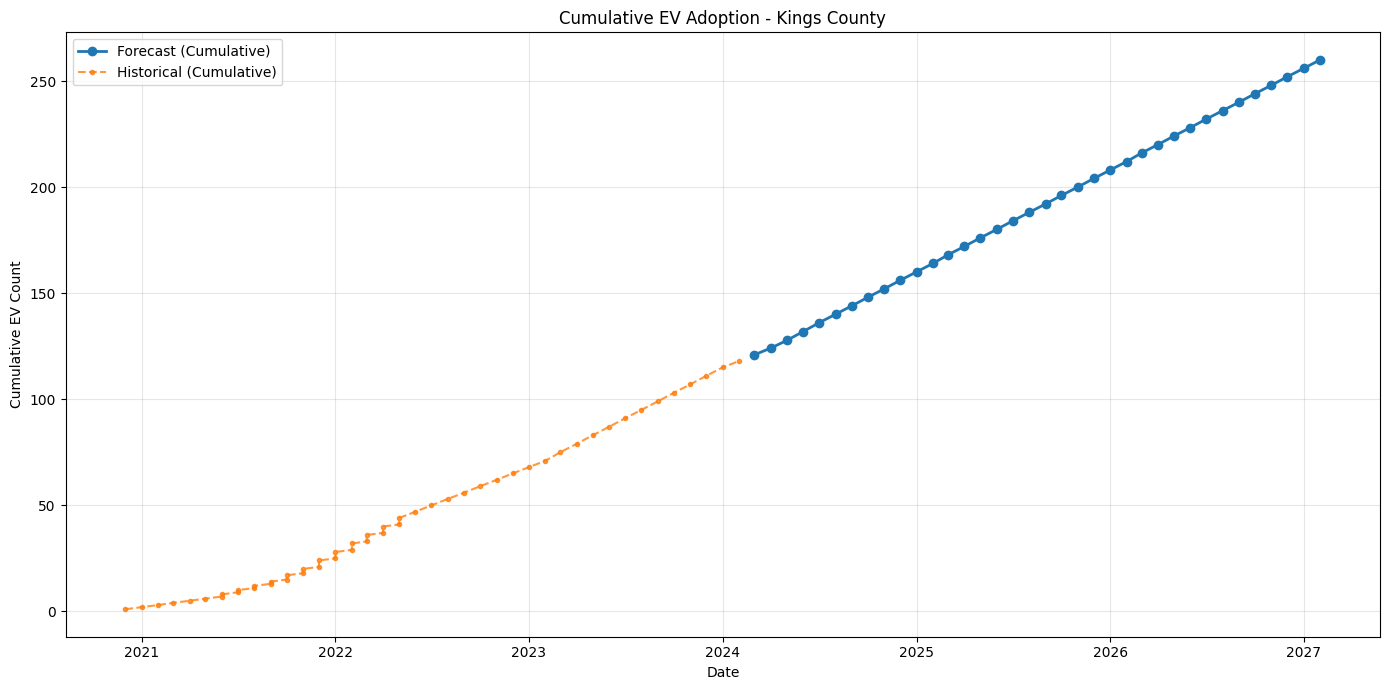 Cumulative EV Adoption - Kings County
Forecast (Cumulative)
Historical (Cumulative)
Cumulative EV Count
250
200
150
100
50
0
2021
2022
2023
2024
2025
2026
2027
Date